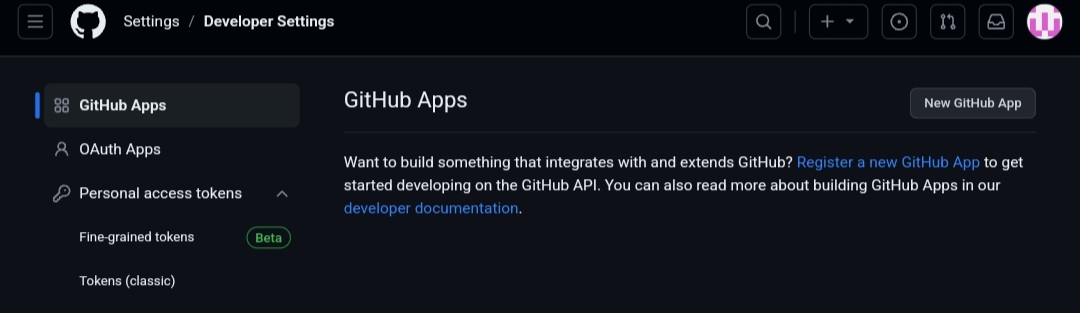 Settings / Developer Settings
GitHub Apps
OAuth Apps
Personal access tokens
Fine-grained tokens Beta
Tokens (classic)
GitHub Apps
New GitHub App
Want to build something that integrates with and extends GitHub? Register a new GitHub App to get
started developing on the GitHub API. You can also read more about building GitHub Apps in our
developer documentation.